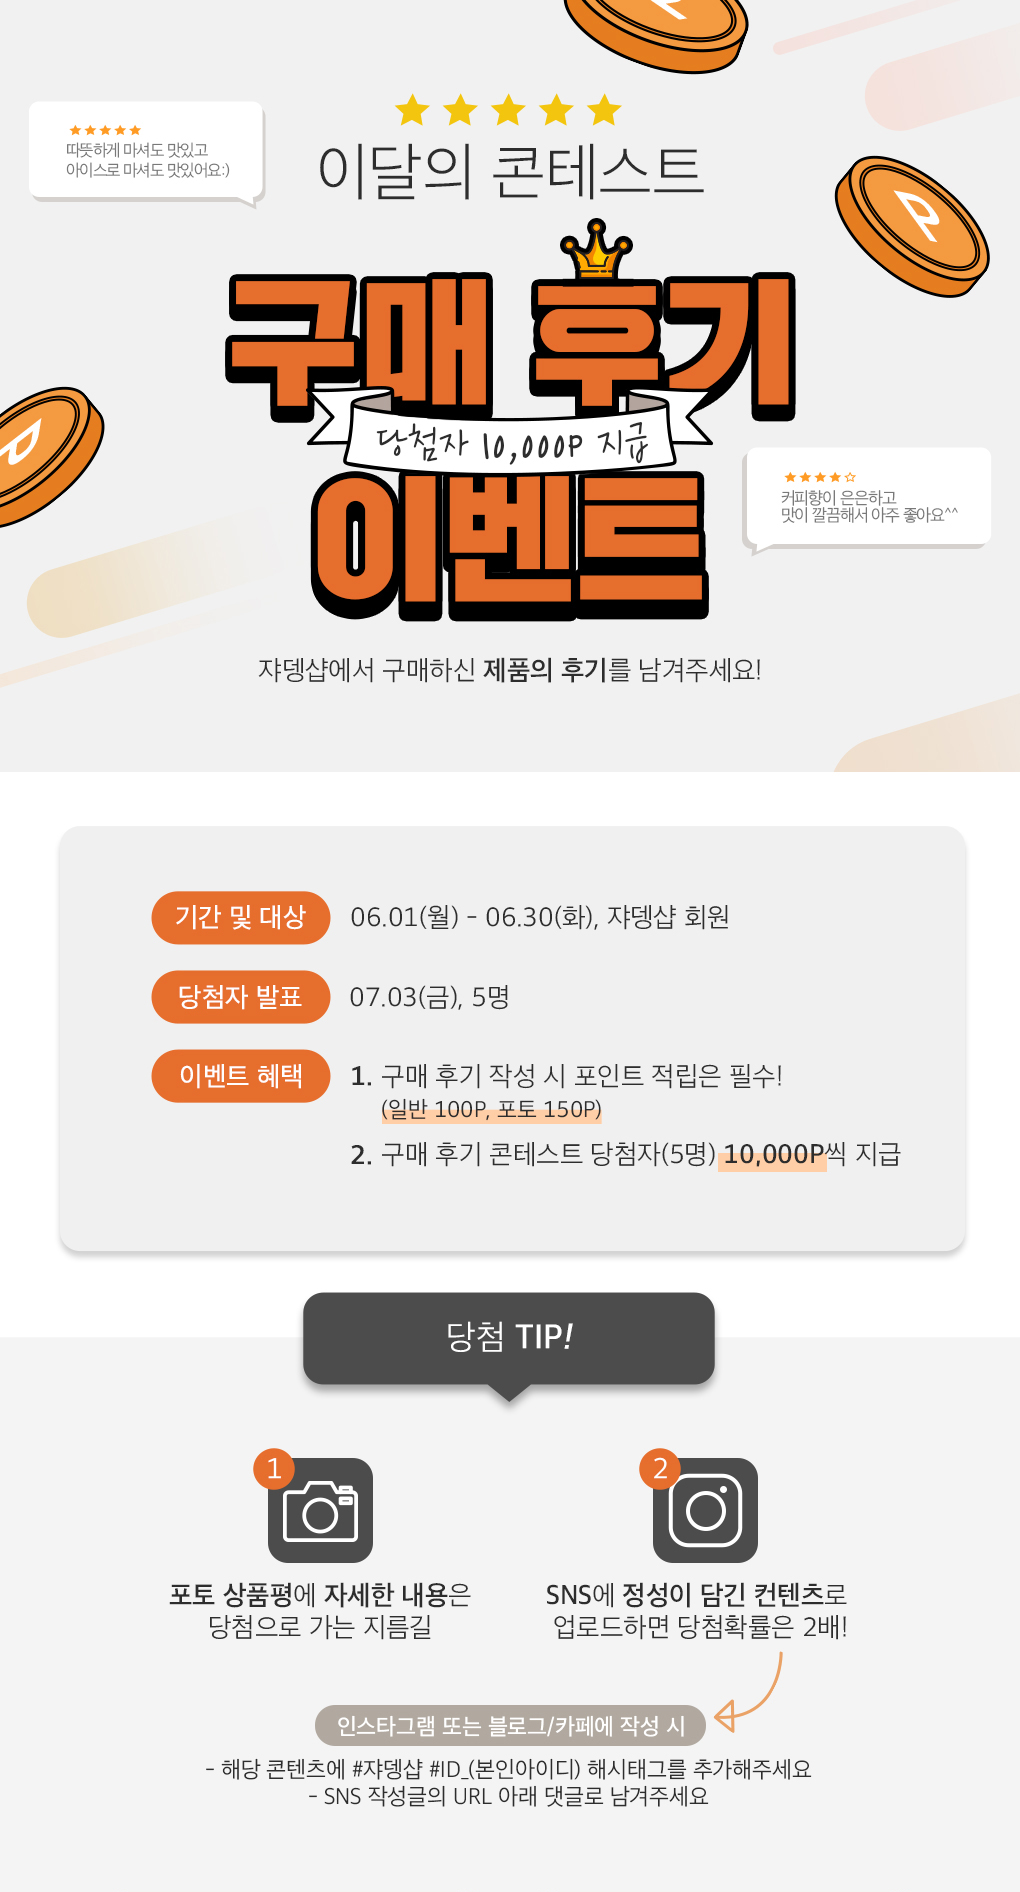 따뜻하게 마셔도 맛있고
아이스로 마셔도 맛있어요:)
이달의 콘테스트
구매 후기
당첨자 10,000P 지급
이벤트
커피향이 은은하고
맛이 깔끔해서 아주 좋아요^^
쟈뎅샵에서 구매하신 제품의 후기를 남겨주세요!
기간 및 대상 06.01(월) - 06.30(화), 쟈뎅샵 회원
당첨자 발표 07.03(금), 5명
이벤트 혜택 1. 구매 후기 작성 시 포인트 적립은 필수!
(일반 100P, 포토 150P)
2. 구매 후기 콘테스트 당첨자(5명) 10,000P씩 지급
당첨 TIP!
1
포토 상품평에 자세한 내용은
당첨으로 가는 지름길
2
SNS에 정성이 담긴 컨텐츠로
업로드하면 당첨확률은 2배!
인스타그램 또는 블로그/카페에 작성 시
- 해당 콘텐츠에 #쟈뎅샵 #ID_(본인아이디) 해시태그를 추가해주세요
- SNS 작성글의 URL 아래 댓글로 남겨주세요
P
P
P